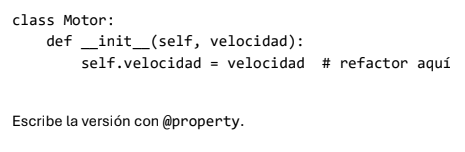 class Motor:
    def __init__(self, velocidad):
        self.velocidad = velocidad  # refactor aquí
Escribe la versión con @property.